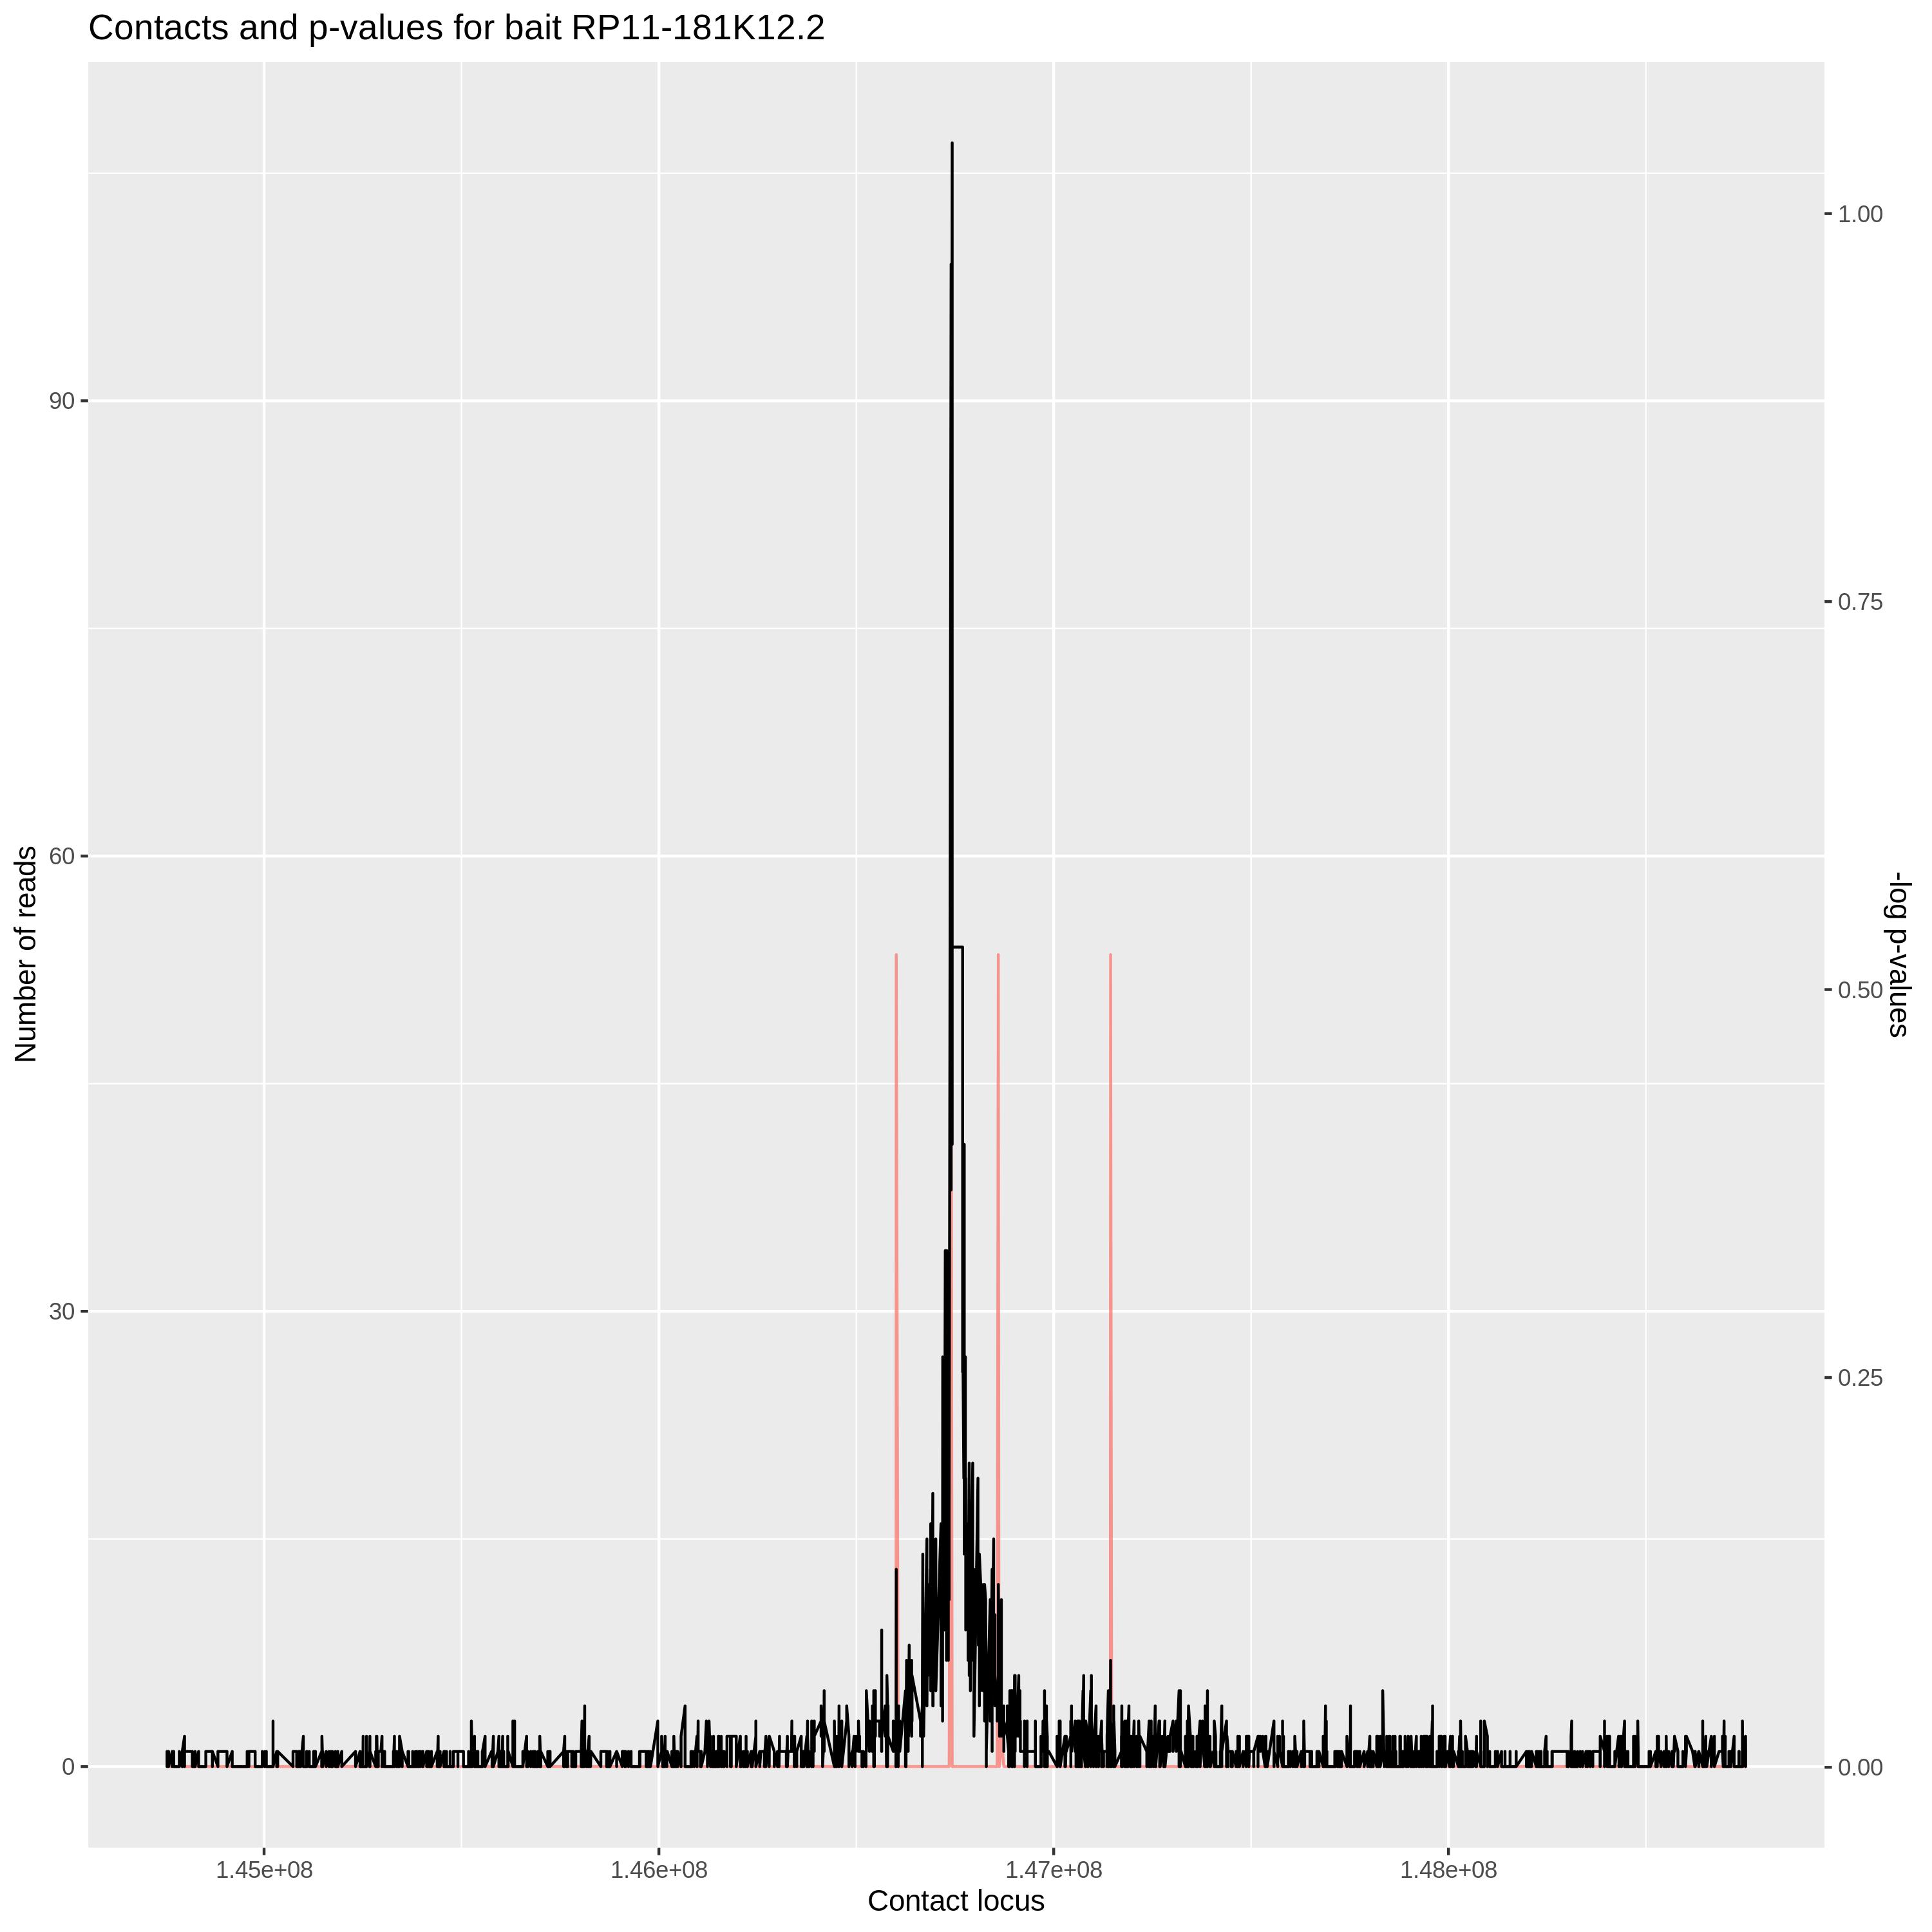 Contacts and p-values for bait RP11-181K12.2
Number of reads
90
60
30
0
1.00
0.75
0.50
0.25
0.00
-log p-values
1.45e+08
1.46e+08
1.47e+08
1.48e+08
Contact locus